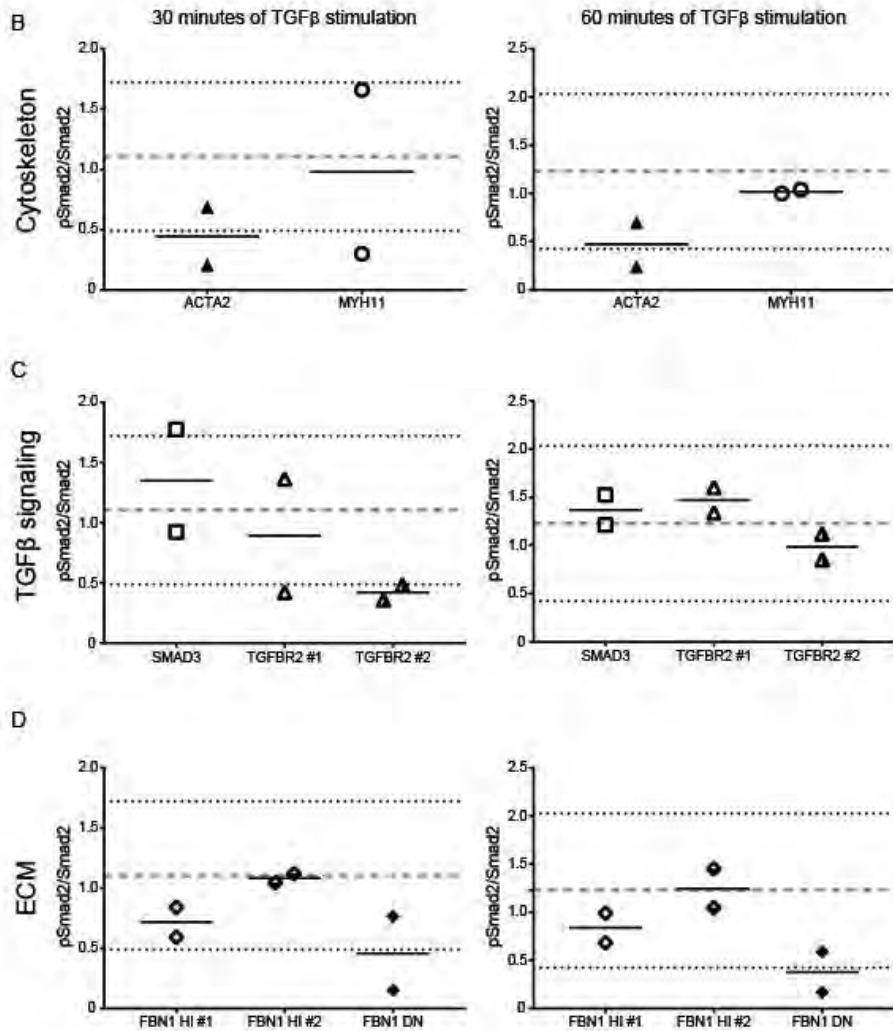 B
30 minutes of TGFβ stimulation
60 minutes of TGFβ stimulation
Cytoskeleton
pSmad2/Smad2
2.0
1.5
1.0
0.5
0
ACTA2 MYH11
pSmad2/Smad2
2.5
2.0
1.5
1.0
0.5
0
ACTA2 MYH11
C
TGFβ signaling
pSmad2/Smad2
2.0
1.5
1.0
0.5
0
SMAD3 TGFBR2 #1 TGFBR2 #2
pSmad2/Smad2
2.5
2.0
1.5
1.0
0.5
0
SMAD3 TGFBR2 #1 TGFBR2 #2
D
ECM
pSmad2/Smad2
2.0
1.5
1.0
0.5
0
FBN1 HI #1 FBN1 HI #2 FBN1 DN
pSmad2/Smad2
2.5
2.0
1.5
1.0
0.5
0
FBN1 HI #1 FBN1 HI #2 FBN1 DN